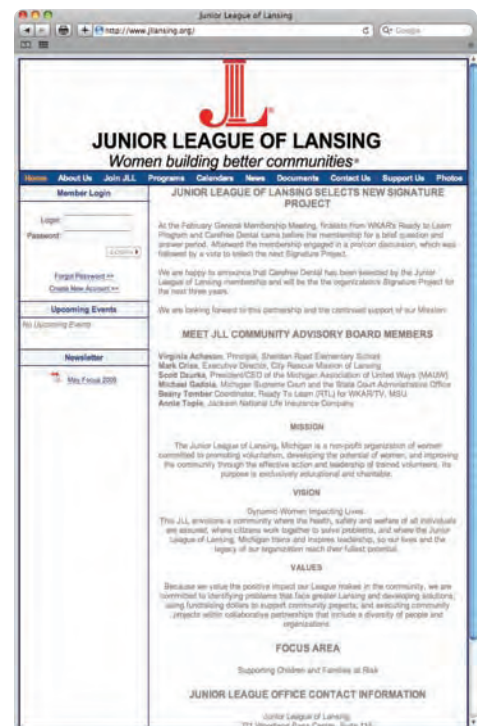 Junior League of Lansing
http://www.jllansing.org/
Google
JUNIOR LEAGUE OF LANSING
Women building better communities®
Home About Us Join JLL Programs Calendars News Documents Contact Us Support Us Photos
Member Login
Login:
Password:
LOGIN
Forgot Password >>
Create New Account >>
Upcoming Events
No Upcoming Events
Newsletter
May Focus 2009
JUNIOR LEAGUE OF LANSING SELECTS NEW SIGNATURE
PROJECT
At the February General Membership Meeting, finalists from WKAR's Ready to Learn
Program and Carefree Dental came before the membership for a brief question and
answer period. Afterward the membership engaged in a pro/con discussion, which was
followed by a vote to select the next Signature Project.
We are happy to announce that Carefree Dental has been selected by the Junior
League of Lansing membership and will be the the organizations Signature Project for
the next three years.
We are looking forward to this partnership and the continued support of our Mission.
MEET JLL COMMUNITY ADVISORY BOARD MEMBERS
Virginia Acheson, Principal, Sheridan Road Elementary School
Mark Criss, Executive Director, City Rescue Mission of Lansing
Scott Dzurka, President/CEO of the Michigan Association of United Ways (MAUW)
Michael Gadola, Michigan Supreme Court and the State Court Administrative Office
Tomber Coordinator, Ready To Learn (RTL) for WKAR/TV, MSU
Annie Jackson National Life Insurance Company
MISSION
The Junior League of Lansing, Michigan is a non-profit organization of women
committed to promoting voluntarism, developing the potential of women, and improving
the community through the effective action and leadership of trained volunteers. Its
purpose is exclusively educational and charitable.
VISION
Dynamic Women Impacting Lives.
This JLL envisions a community where the health, safety and welfare of all individuals
are assured, where citizens work together to solve problems, and where the Junior
League of Lansing, Michigan trains and inspires leadership, so our lives and the
legacy of our organization reach their fullest potential.
VALUES
Because we value the positive impact our League makes in the community, we are
committed to identifying problems that face greater Lansing and developing solutions,
using fundraising dollars to support community projects, and executing community
projects within collaborative partnerships that include a diversity of people and
organizations.
FOCUS AREA
Supporting Children and Families at Risk
JUNIOR LEAGUE OFFICE CONTACT INFORMATION
Junior League of Lansing